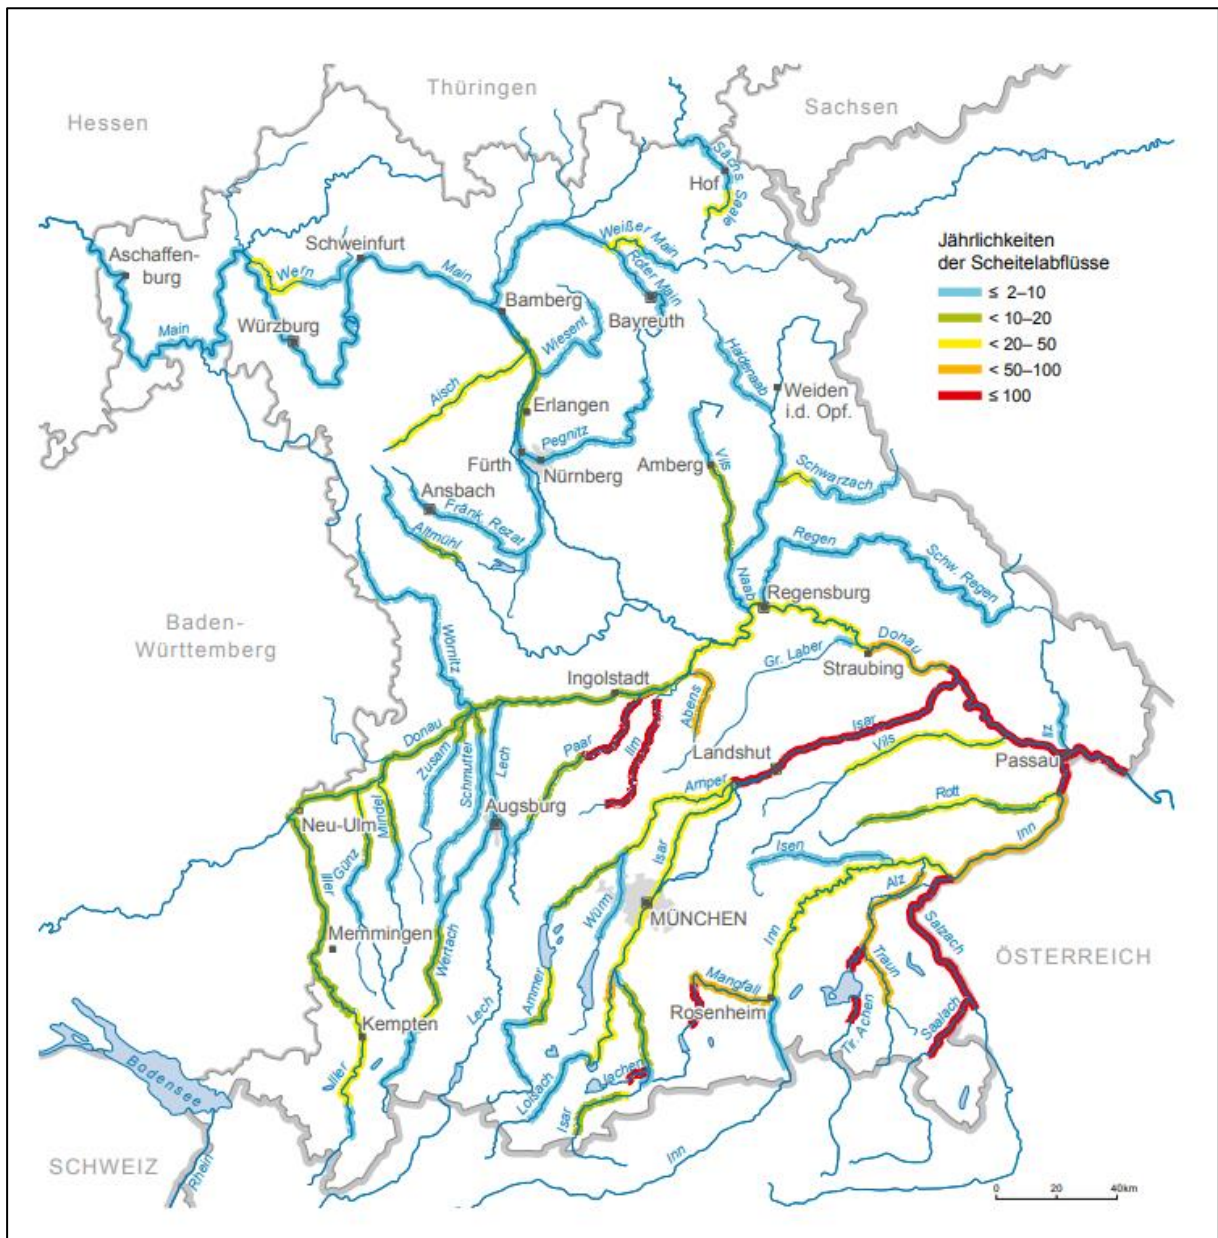 Thüringen
Sachsen
Hessen
Sächs. Saale
Hof
Weißer Main
Schweinfurt
Jährlichkeiten
der Scheitelabflüsse
Aschaffen-
burg
Wern
Main
Roter Main
≤ 2–10
Bamberg
Bayreuth
< 10–20
Main
Würzburg
Wiesent
< 20– 50
Haidenaab
< 50–100
Aisch
Weiden
i.d. Opf.
≤ 100
Erlangen
Pegnitz
Fürth
Nürnberg
Amberg
Vils
Schwarzach
Ansbach
Fränk. Rezat
Altmühl
Regen
Schw. Regen
Naab
Regensburg
Baden-
Württemberg
Wörnitz
Donau
Gr. Laber
Straubing
Ingolstadt
Abens
Isar
Ilz
Donau
Paar
Ilm
Lech
Zusam
Schmutter
Landshut
Vils
Passau
Amper
Rott
Augsburg
Neu-Ulm
Mindel
Inn
Isar
Isen
Günz
Iller
Alz
Würm
MÜNCHEN
Memmingen
Wertach
Inn
Salzach
ÖSTERREICH
Traun
Ammer
Mangfall
Lech
Rosenheim
Kempten
Tir. Achen
Saalach
Bodensee
Iller
Jachen
Loisach
Isar
SCHWEIZ
Rhein
Inn
0
20
40km